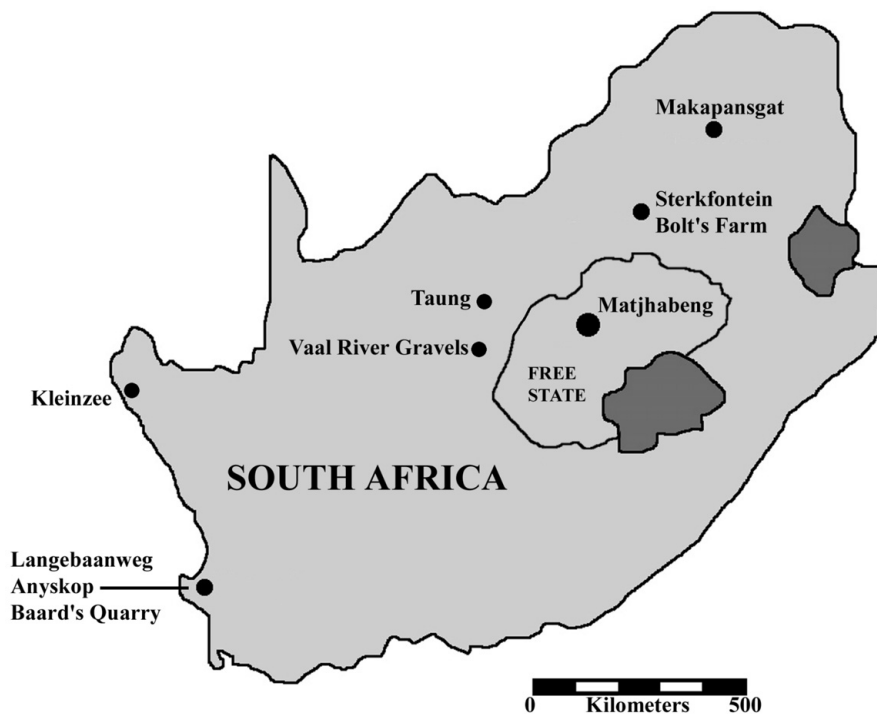 Makapansgat
Sterkfontein
Bolt's Farm
Taung
Matjhabeng
Vaal River Gravels
FREE
STATE
Kleinzee
SOUTH AFRICA
Langebaanweg
Anyskop
Baard's Quarry
0 Kilometers 500